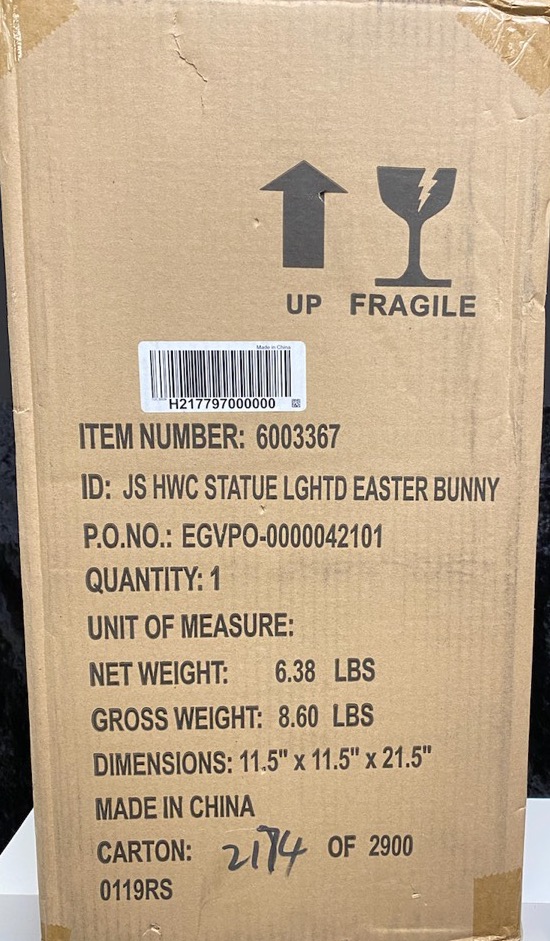 UP FRAGILE
Made in China
H217797000000
ITEM NUMBER: 6003367
ID: JS HWC STATUE LGHTD EASTER BUNNY
P.O.NO.: EGVPO-0000042101
QUANTITY: 1
UNIT OF MEASURE:
NET WEIGHT: 6.38 LBS
GROSS WEIGHT: 8.60 LBS
DIMENSIONS: 11.5" x 11.5" x 21.5"
MADE IN CHINA
CARTON: 2174 OF 2900
0119RS